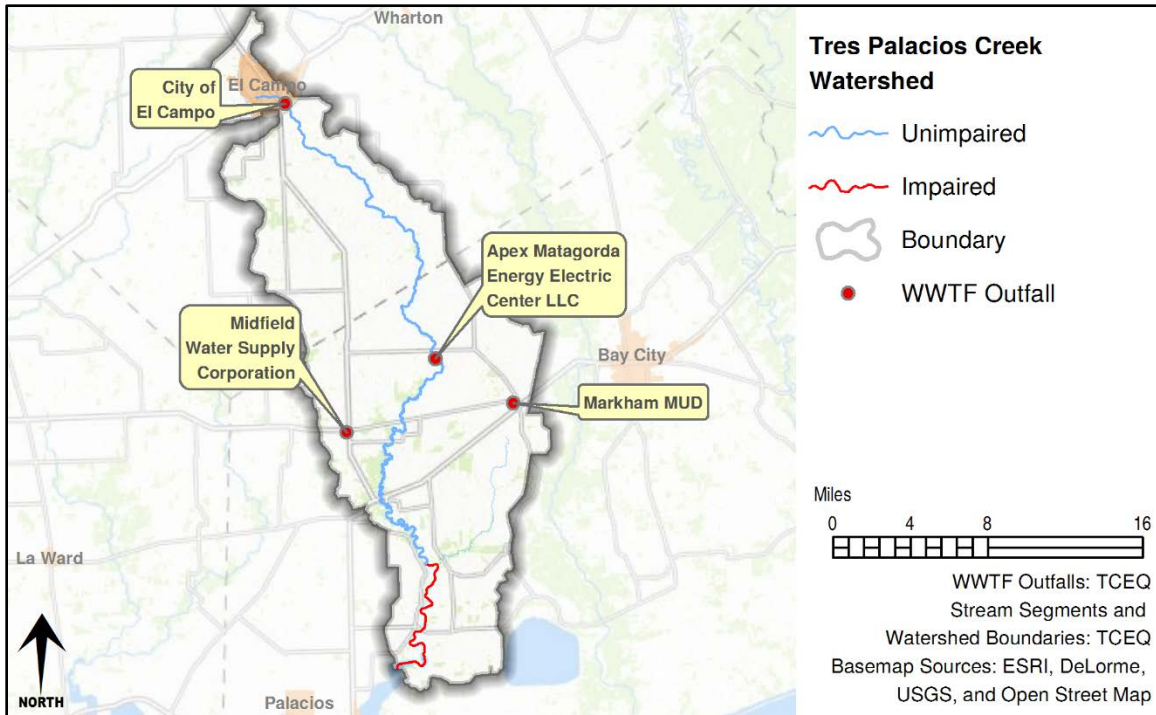 Wharton
El Campo
City of
El Campo
Apex Matagorda
Energy Electric
Center LLC
Midfield
Water Supply
Corporation
Bay City
Markham MUD
La Ward
Palacios
NORTH
Tres Palacios Creek
Watershed
Unimpaired
Impaired
Boundary
WWTF Outfall
Miles
0 4 8 16
WWTF Outfalls: TCEQ
Stream Segments and
Watershed Boundaries: TCEQ
Basemap Sources: ESRI, DeLorme,
USGS, and Open Street Map